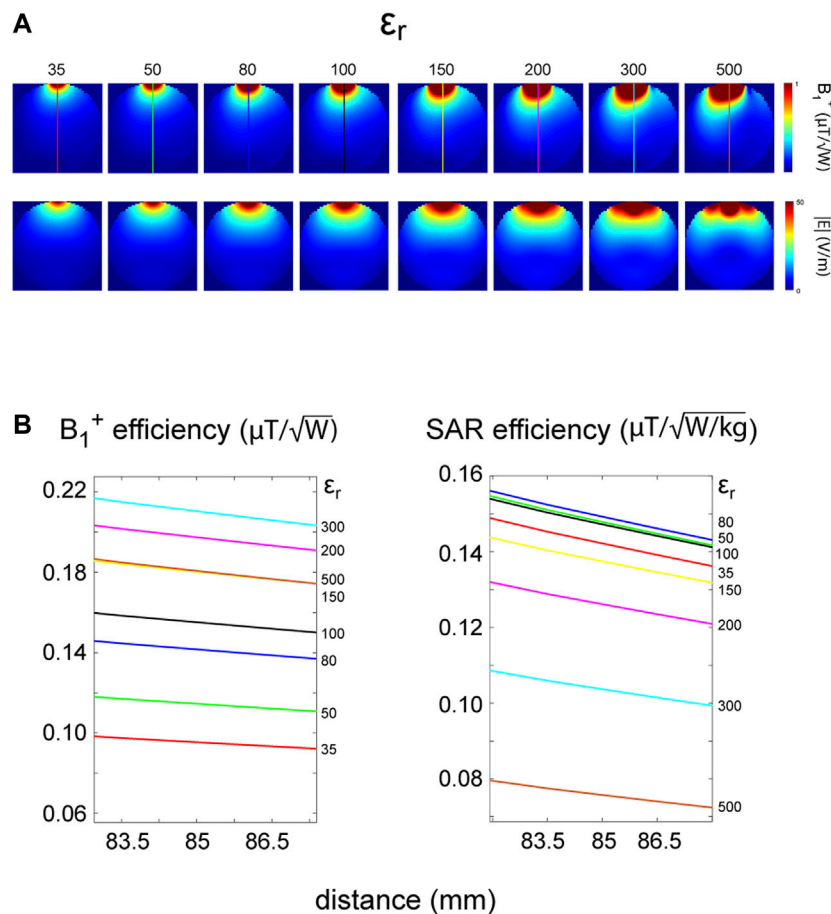 A
εr
35 50 80 100 150 200 300 500
1
B1+ (µT/√W)
50
0
|E| (V/m)
B
B1+ efficiency (µT/√W)
0.22
0.18
0.14
0.10
0.06
εr
300
200
500
150
100
80
50
35
83.5 85 86.5
SAR efficiency (µT/√W/kg)
0.16
0.14
0.12
0.10
0.08
εr
80
50
100
35
150
200
300
500
83.5 85 86.5
distance (mm)